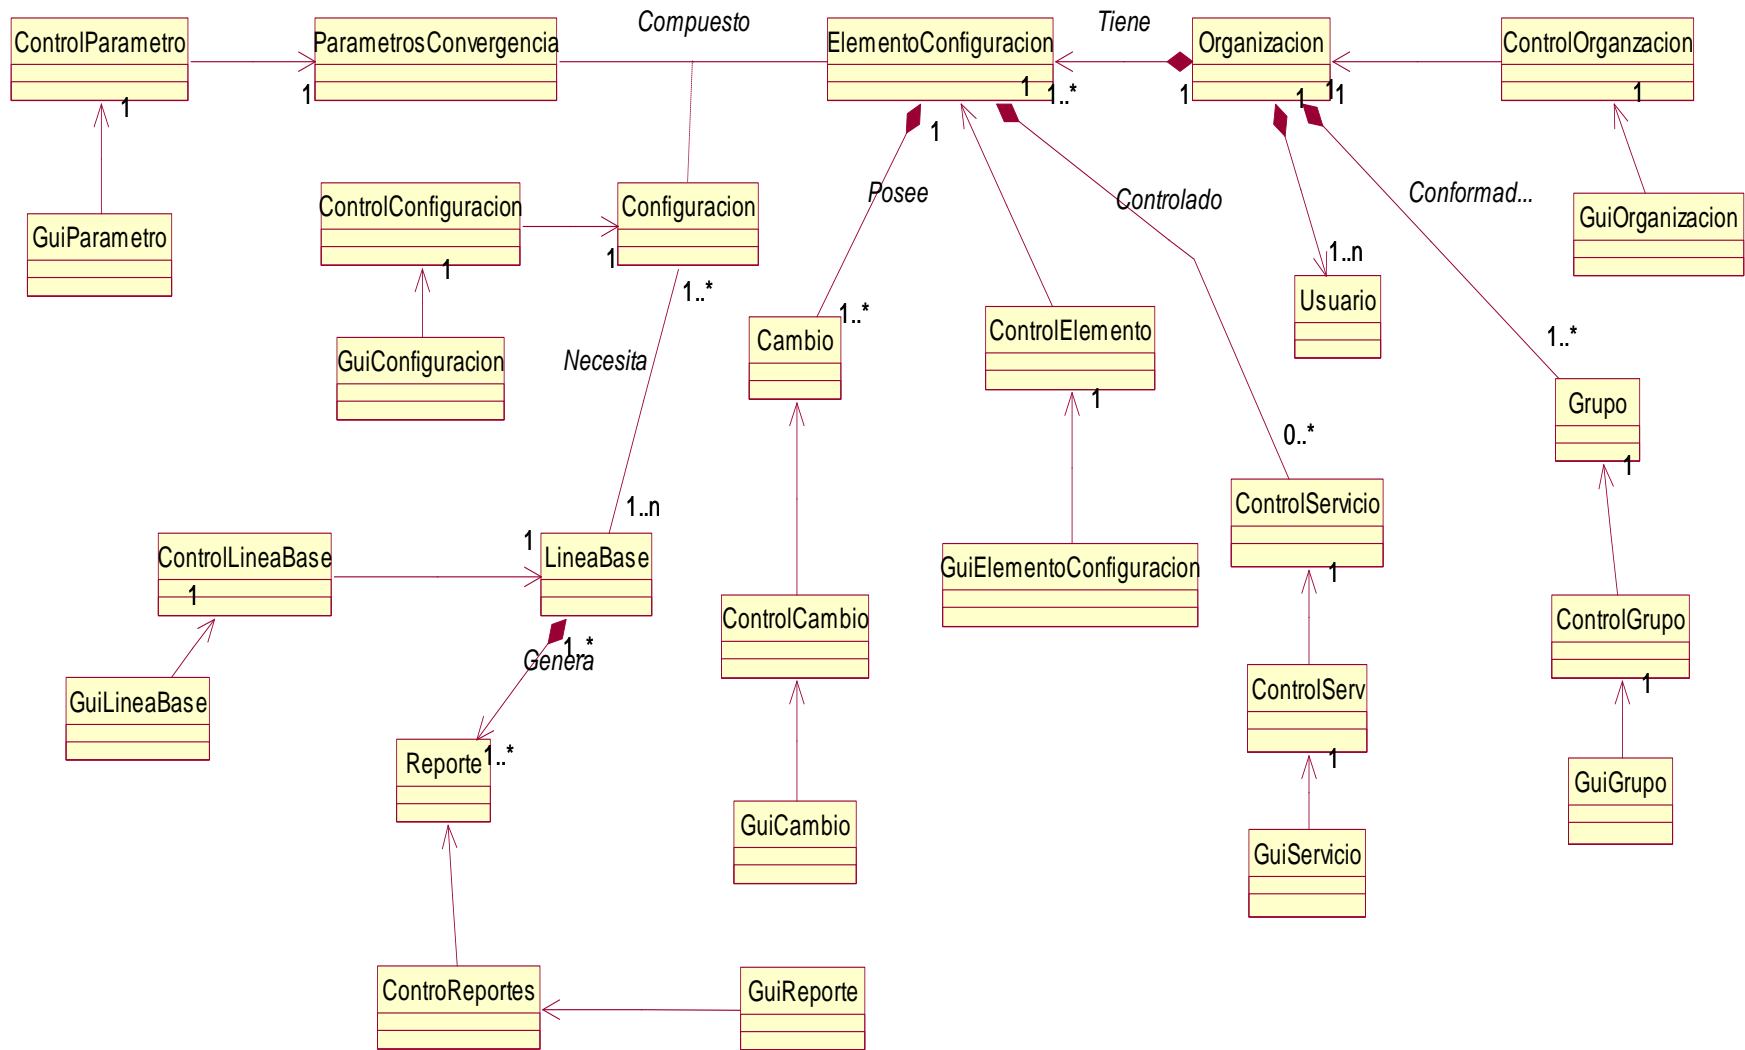 Compuesto
Tiene
ControlParametro
ParametrosConvergencia
ElementoConfiguracion
Organizacion
ControlOrganzacion
1
1
1
1..*
1
1
1
1
1
ControlConfiguracion
Configuracion
Posee
Controlado
Conformad...
GuiOrganizacion
GuiParametro
1
1
1..*
1..n
Usuario
1..*
Cambio
ControlElemento
1..*
GuiConfiguracion
Necesita
1
Grupo
0..*
1
1..n
ControlServicio
1
ControlLineaBase
LineaBase
GuiElementoConfiguracion
1
1
ControlCambio
ControlGrupo
1..*
Genera
GuiLineaBase
ControlServ
1
Reporte
1..*
1
GuiGrupo
GuiCambio
GuiServicio
ControReportes
GuiReporte